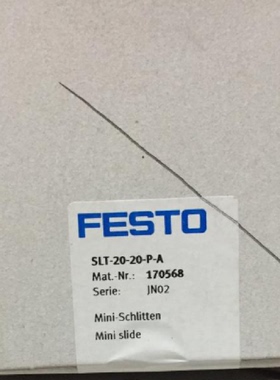 FESTO
SLT-20-20-P-A
Mat.-Nr.: 170568
Serie: JN02
Mini-Schlitten
Mini slide